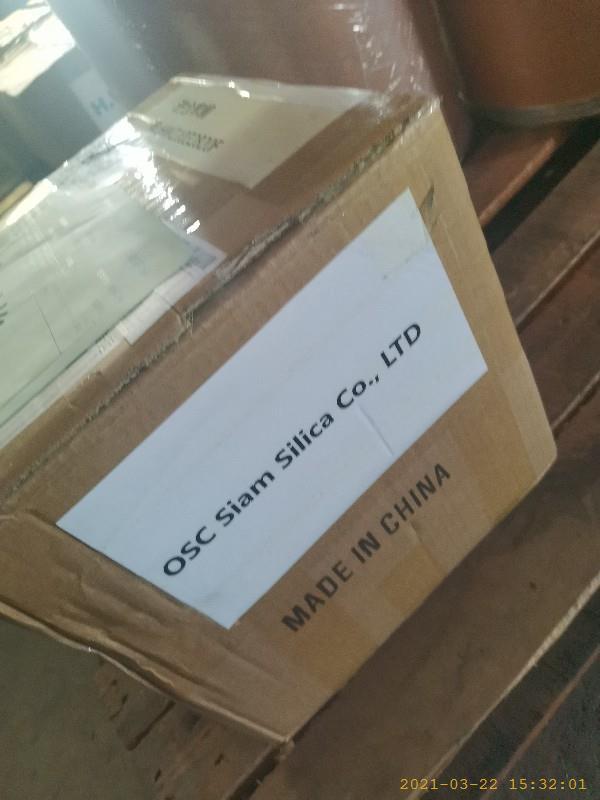 H.
OSC Siam Silica Co., LTD
MADE IN CHINA
2021-03-22 15:32:01